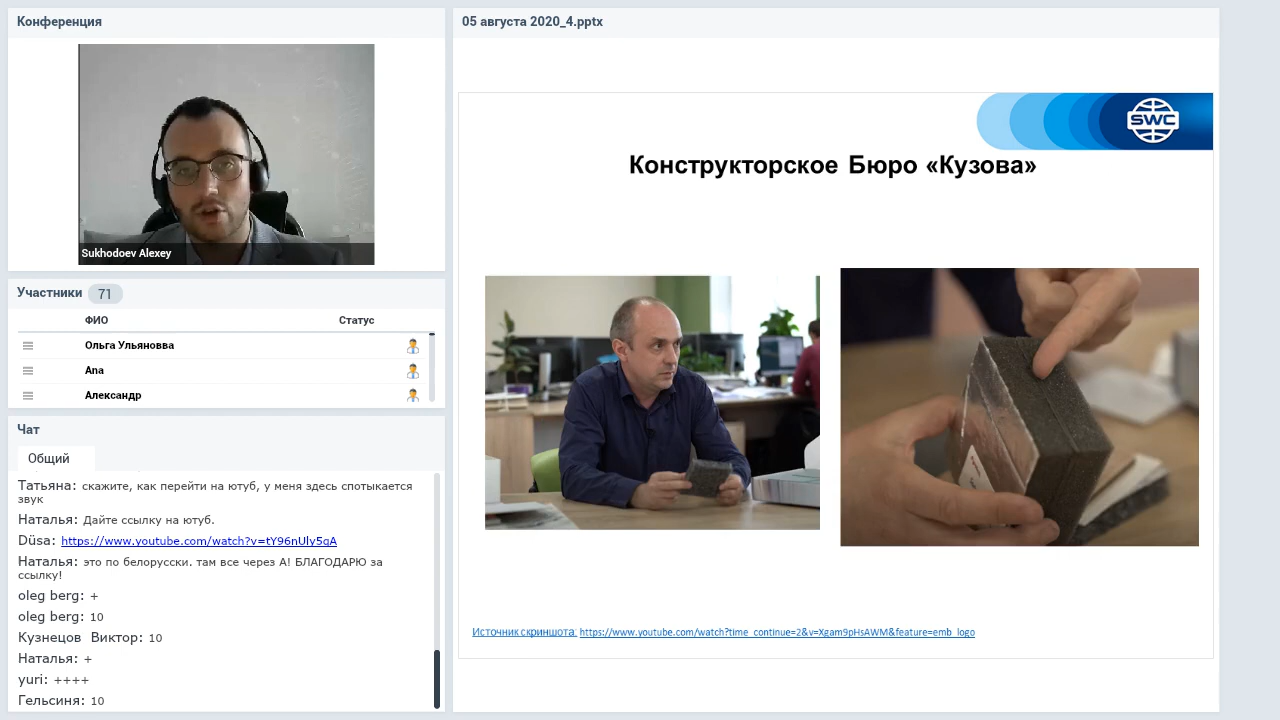 Конференция
Sukhodoev Alexey
Участники 71
ФИО Статус
Ольга Ульяновва
Ana
Александр
Чат
Общий
Татьяна: скажите, как перейти на ютуб, у меня здесь спотыкается
звук
Наталья: Дайте ссылку на ютуб.
Düsa: https://www.youtube.com/watch?v=tY96nUly5qA
Наталья: это по белорусски. там все через А! БЛАГОДАРЮ за
ссылку!
oleg berg: +
oleg berg: 10
Кузнецов Виктор: 10
Наталья: +
yuri: ++++
Гельсиня: 10
05 августа 2020_4.pptx
SWC
Конструкторское Бюро «Кузова»
Источник скриншота: https://www.youtube.com/watch?time_continue=2&v=Xgam9pHsAWM&feature=emb_logo